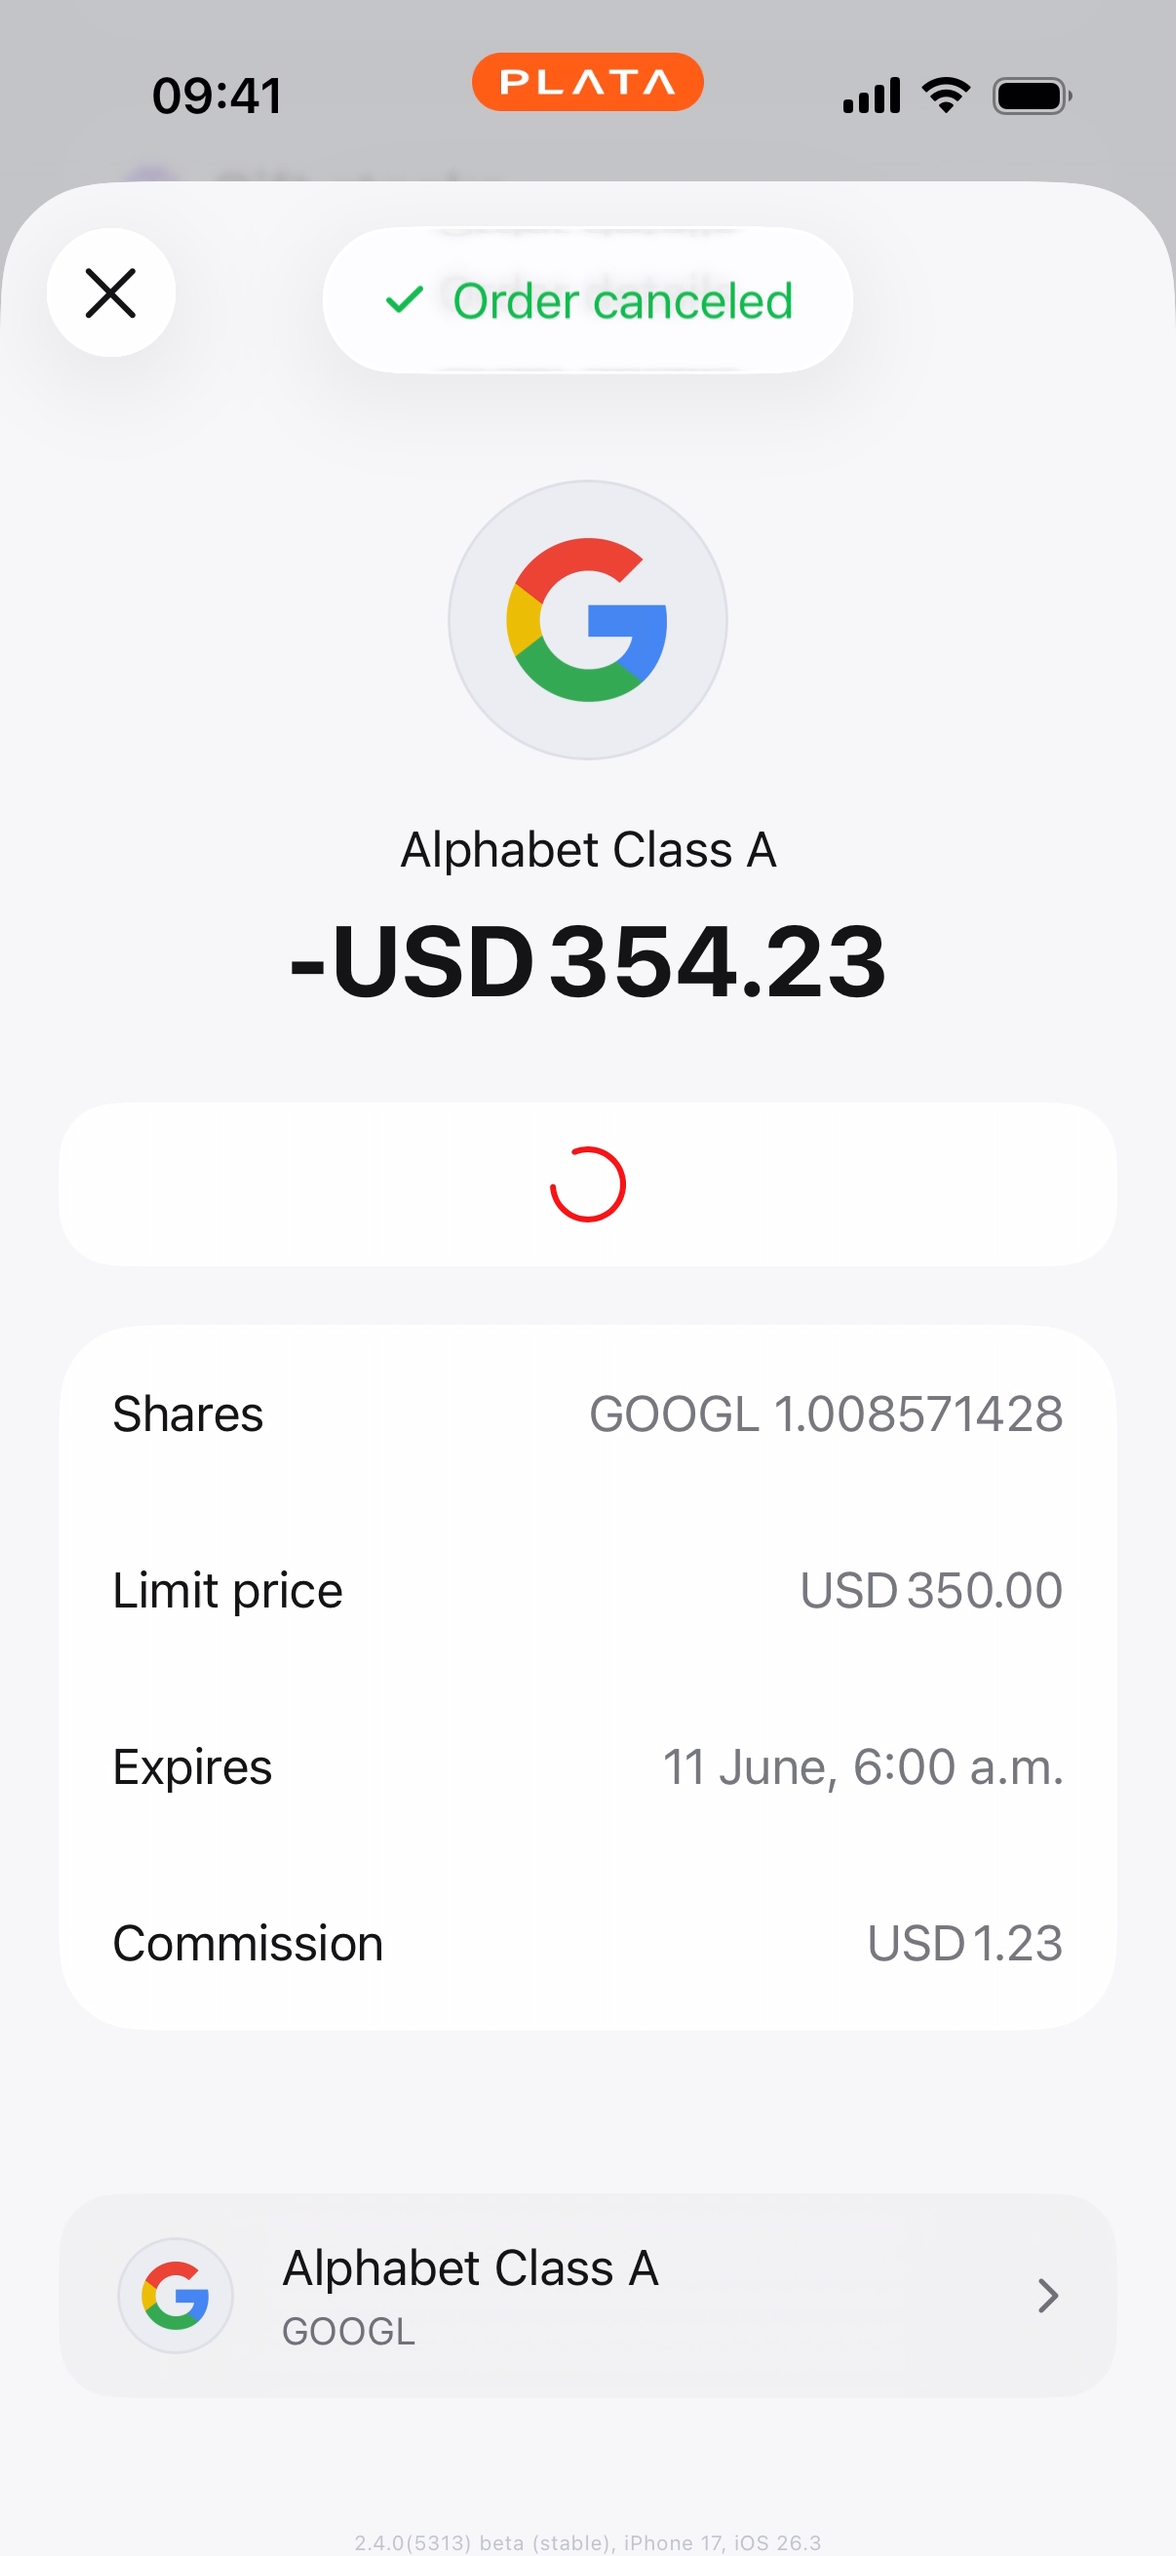 09:41
PLATA
Order canceled
Alphabet Class A
-USD 354.23
Shares
GOOGL 1.008571428
Limit price
USD 350.00
Expires
11 June, 6:00 a.m.
Commission
USD 1.23
Alphabet Class A
GOOGL
2.4.0(5313) beta (stable), iPhone 17, iOS 26.3